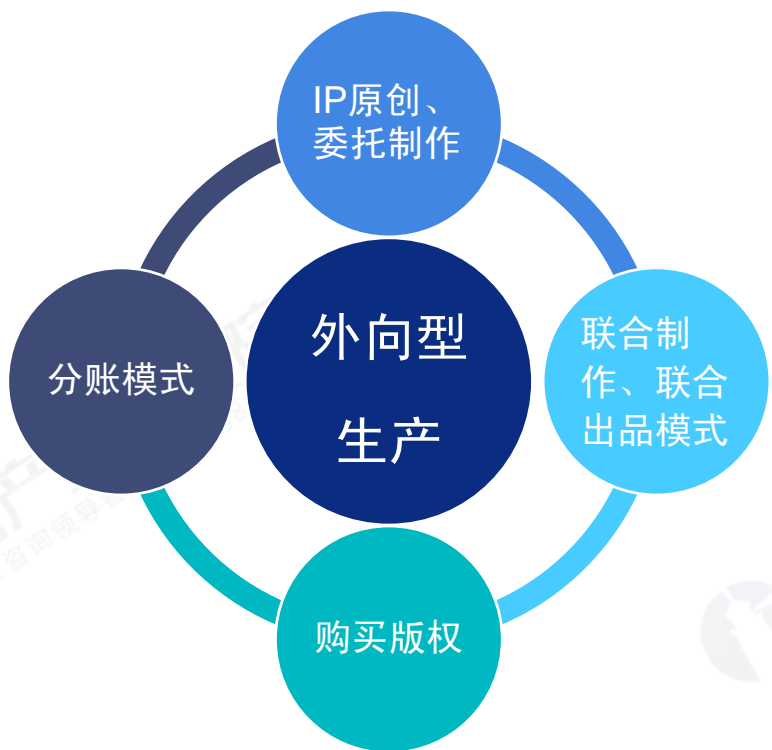 IP原创、
委托制作
外向型
生产
分账模式
联合制
作、联合
出品模式
购买版权